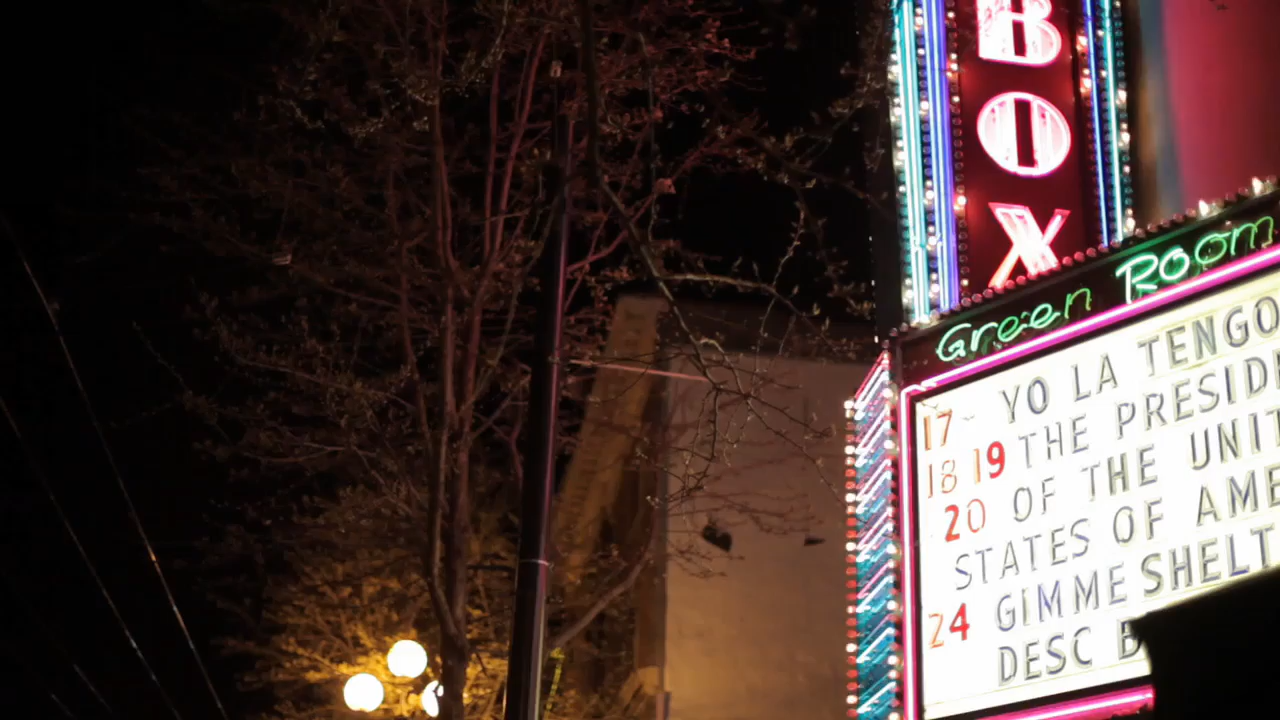 BOX
Green Room
17 YO LA TENGO
18 19 THE PRESID
20 OF THE UNIT
STATES OF AME
24 GIMME SHELT
DESC B